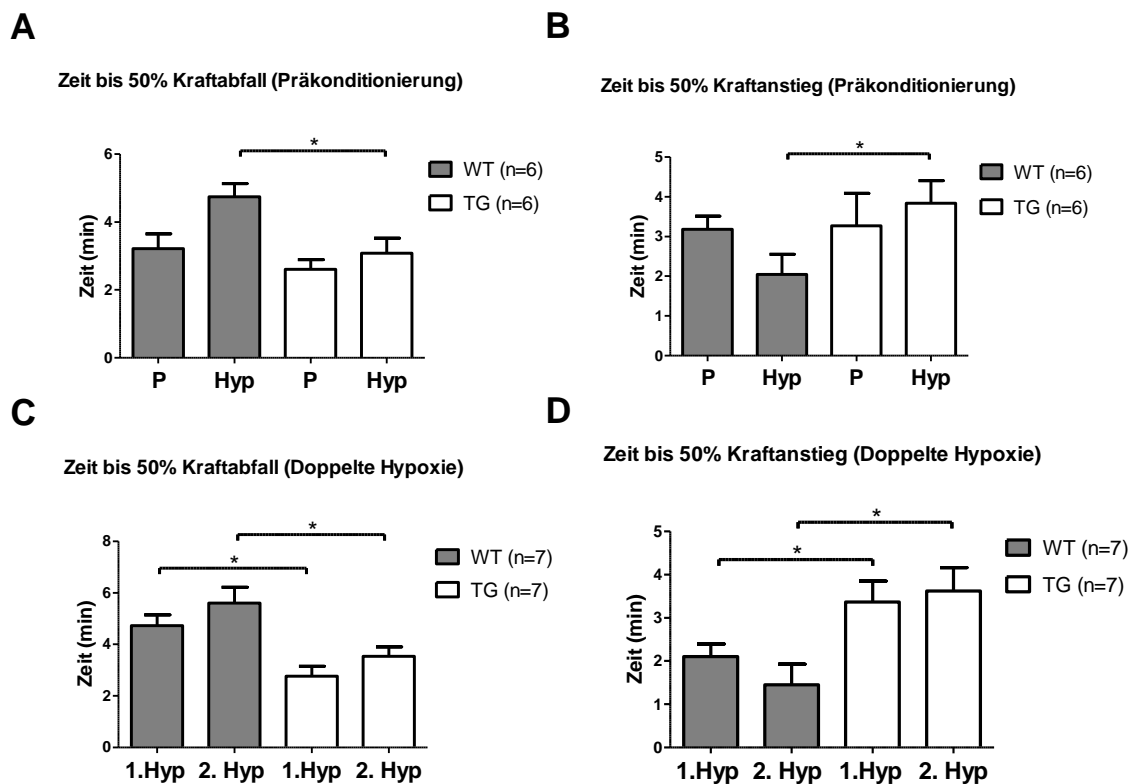 A
Zeit bis 50% Kraftabfall (Präkonditionierung)
*
WT (n=6)
TG (n=6)
Zeit (min)
6
4
2
0
P Hyp P Hyp
B
Zeit bis 50% Kraftanstieg (Präkonditionierung)
*
WT (n=6)
TG (n=6)
Zeit (min)
5
4
3
2
1
0
P Hyp P Hyp
C
Zeit bis 50% Kraftabfall (Doppelte Hypoxie)
*
*
WT (n=7)
TG (n=7)
Zeit (min)
8
6
4
2
0
1.Hyp 2. Hyp 1.Hyp 2. Hyp
D
Zeit bis 50% Kraftanstieg (Doppelte Hypoxie)
*
*
WT (n=7)
TG (n=7)
Zeit (min)
5
4
3
2
1
0
1.Hyp 2. Hyp 1.Hyp 2. Hyp